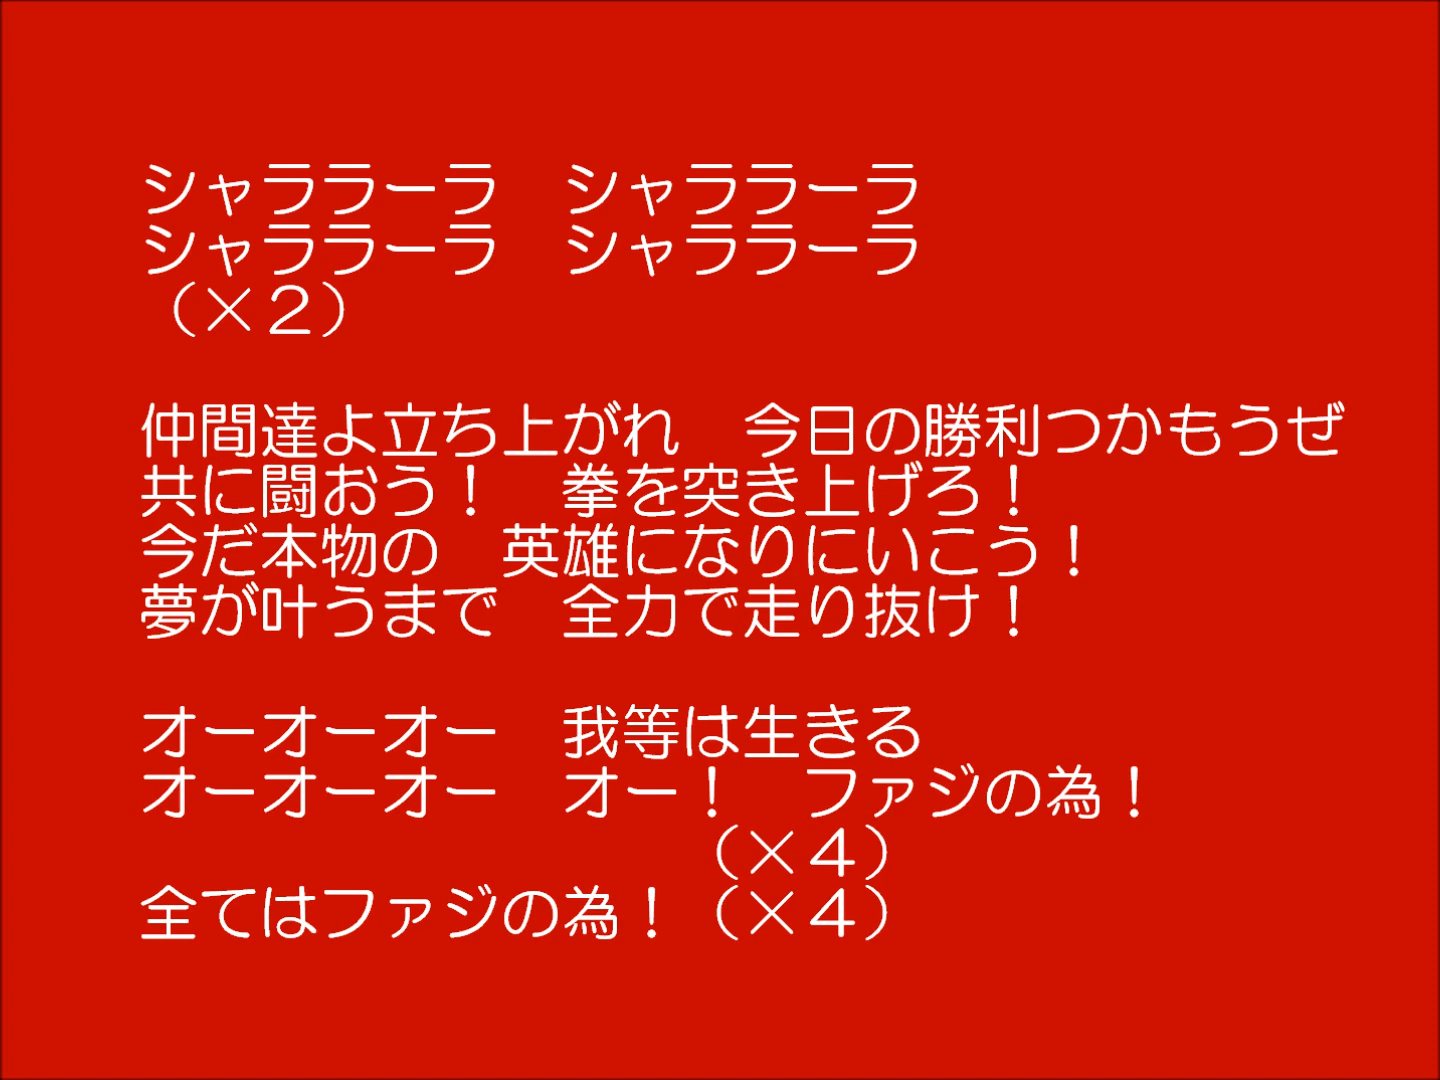 シャララーラ　シャララーラ
シャララーラ　シャララーラ
（×２）
仲間達よ立ち上がれ　今日の勝利つかもうぜ
共に闘おう！　拳を突き上げろ！
今だ本物の　英雄になりにいこう！
夢が叶うまで　全力で走り抜け！
オーオーオー　我等は生きる
オーオーオー　オー！　ファジの為！
（×４）
全てはファジの為！（×４）